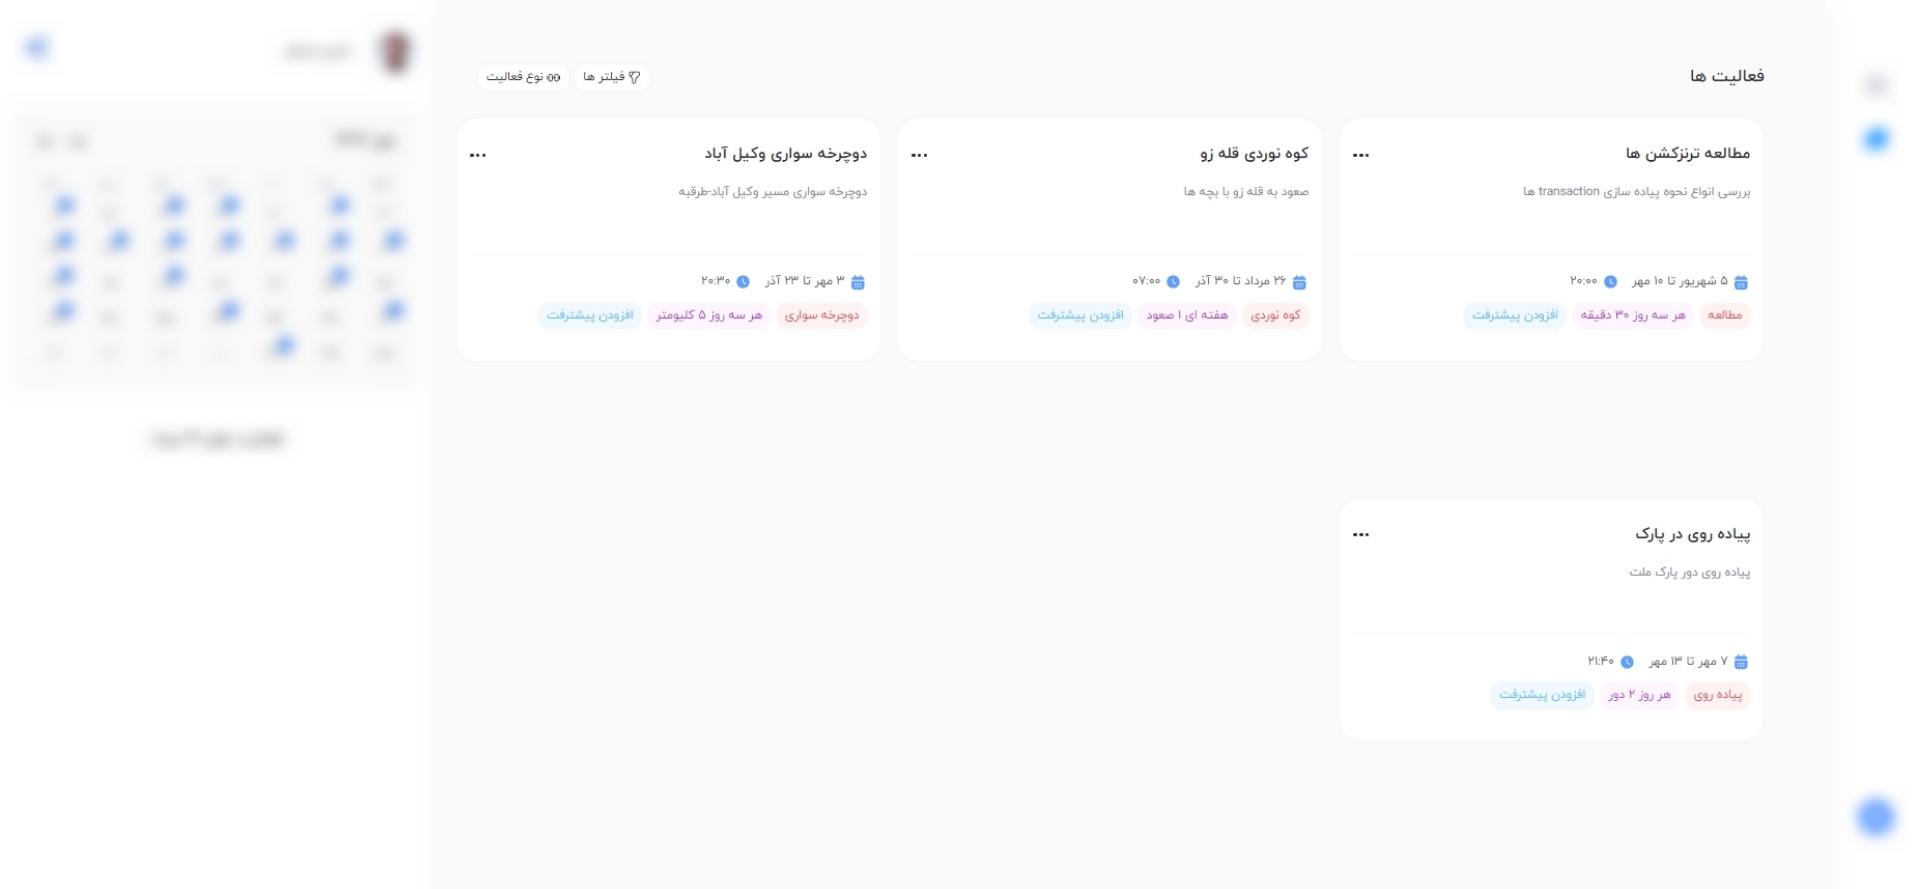 فعالیت ها
فیلتر ها
نوع فعالیت
مطالعه ترنزکشن ها
بررسی انواع نحوه پیاده سازی transaction ها
۵ شهریور تا ۱۰ مهر ۲۰:۰۰
مطالعه هر سه روز ۳۰ دقیقه افزودن پیشترفت
کوه نوردی قله زو
صعود به قله زو با بچه ها
۲۶ مرداد تا ۳۰ آذر ۰۷:۰۰
کوه نوردی هفته ای ۱ صعود افزودن پیشترفت
دوچرخه سواری وکیل آباد
دوچرخه سواری مسیر وکیل آباد-طرقبه
۳ مهر تا ۲۳ آذر ۲۰:۳۰
دوچرخه سواری هر سه روز ۵ کلیومتر افزودن پیشترفت
پیاده روی در پارک
پیاده روی دور پارک ملت
۷ مهر تا ۱۳ مهر ۲۱:۴۰
پیاده روی هر روز ۲ دور افزودن پیشترفت